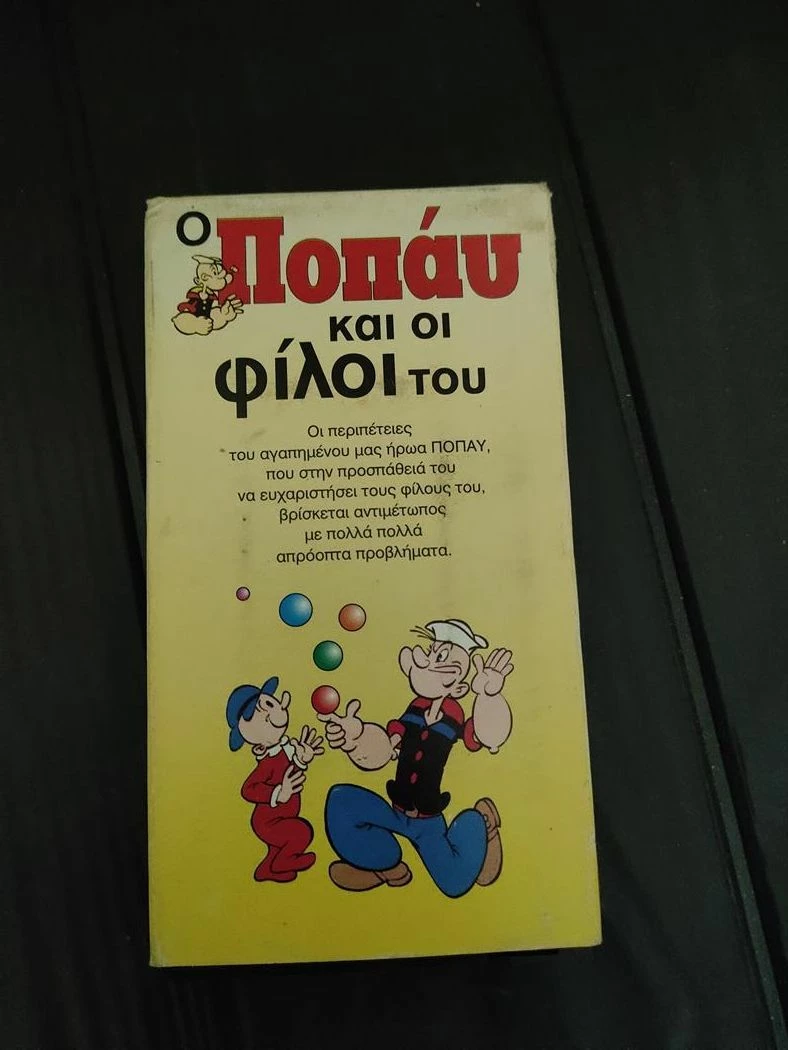 Ο Ποπάυ
και οι
φίλοι του
Οι περιπέτειες
του αγαπημένου μας ήρωα ΠΟΠΑΥ,
που στην προσπάθειά του
να ευχαριστήσει τους φίλους του,
βρίσκεται αντιμέτωπος
με πολλά πολλά
απρόοπτα προβλήματα.